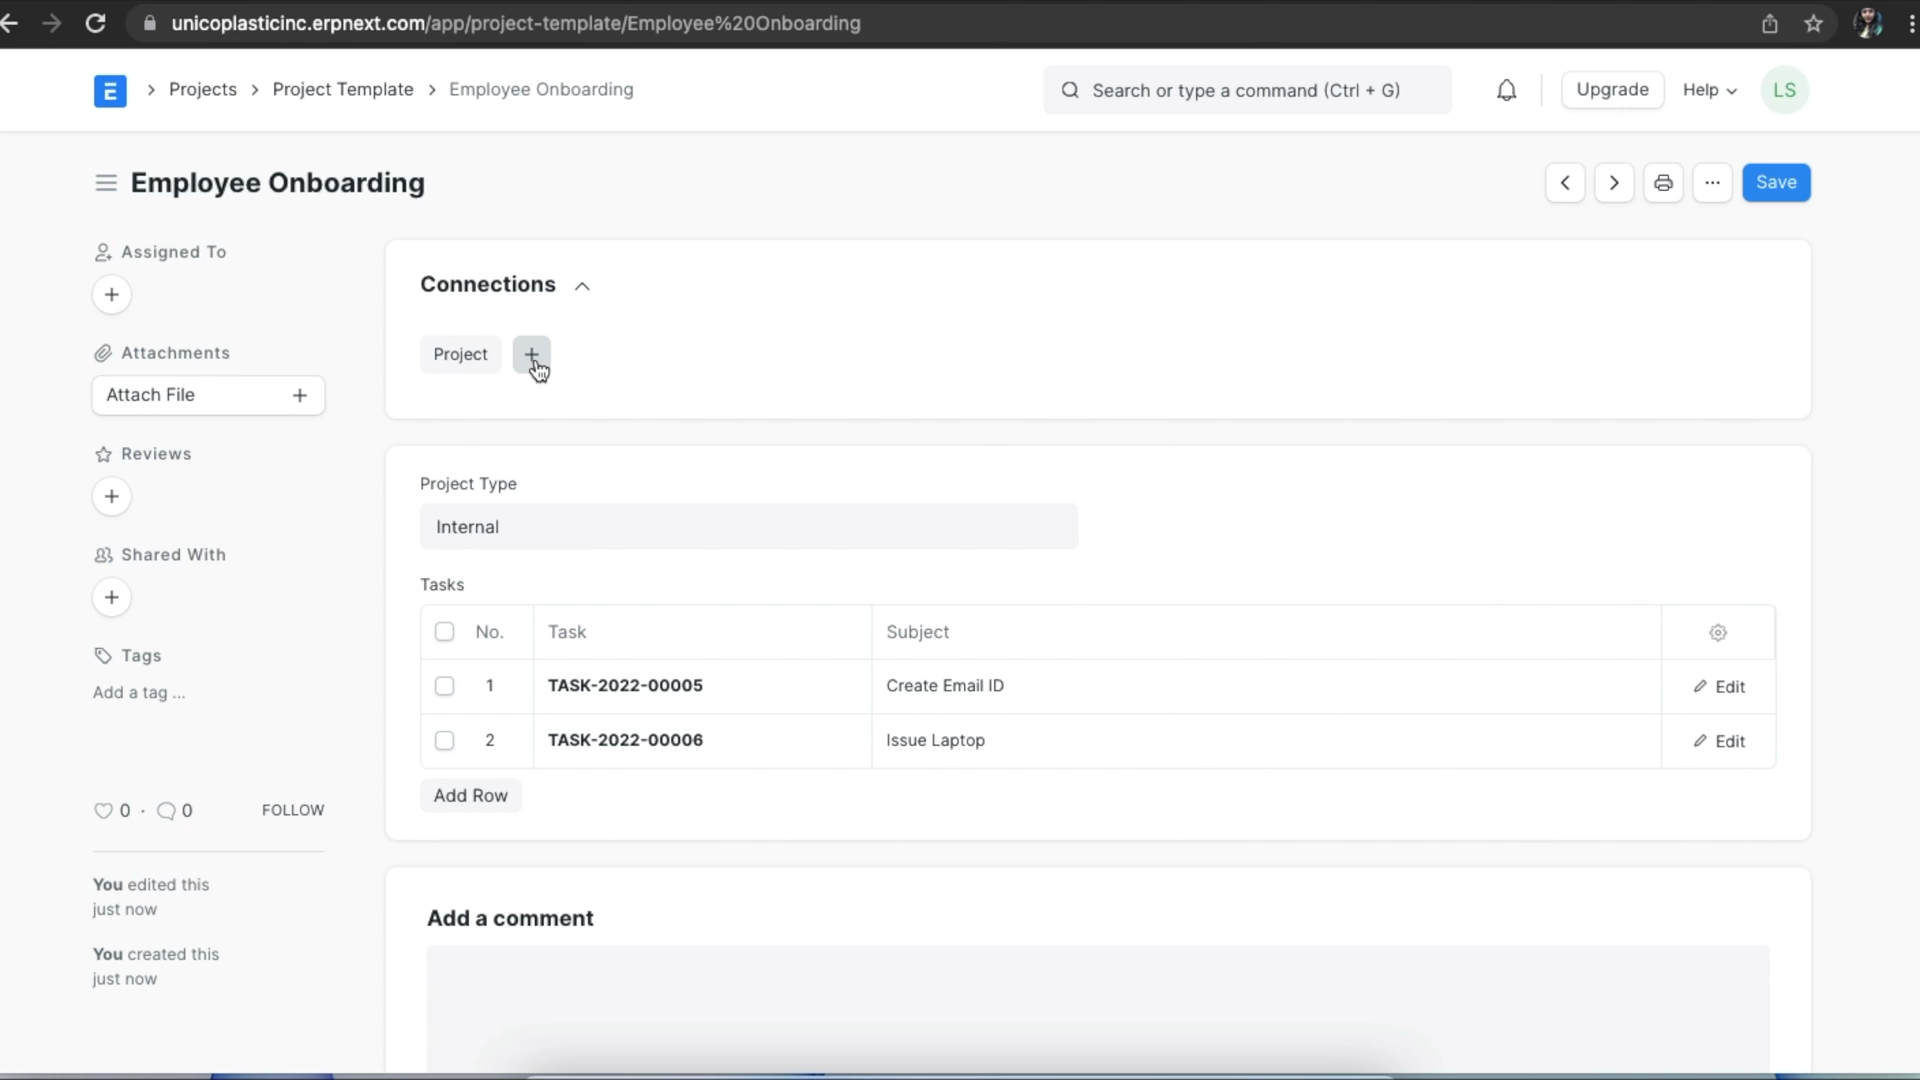 unicoplasticinc.erpnext.com/app/project-template/Employee%20Onboarding
E Projects Project Template Employee Onboarding Search or type a command (Ctrl + G) Upgrade Help LS
Employee Onboarding
Save
Assigned To
Attachments
Attach File
Reviews
Shared With
Tags
Add a tag ...
0 · 0 FOLLOW
You edited this
just now
You created this
just now
Connections
Project
Project Type
Internal
Tasks
No. Task Subject
1 TASK-2022-00005 Create Email ID Edit
2 TASK-2022-00006 Issue Laptop Edit
Add Row
Add a comment